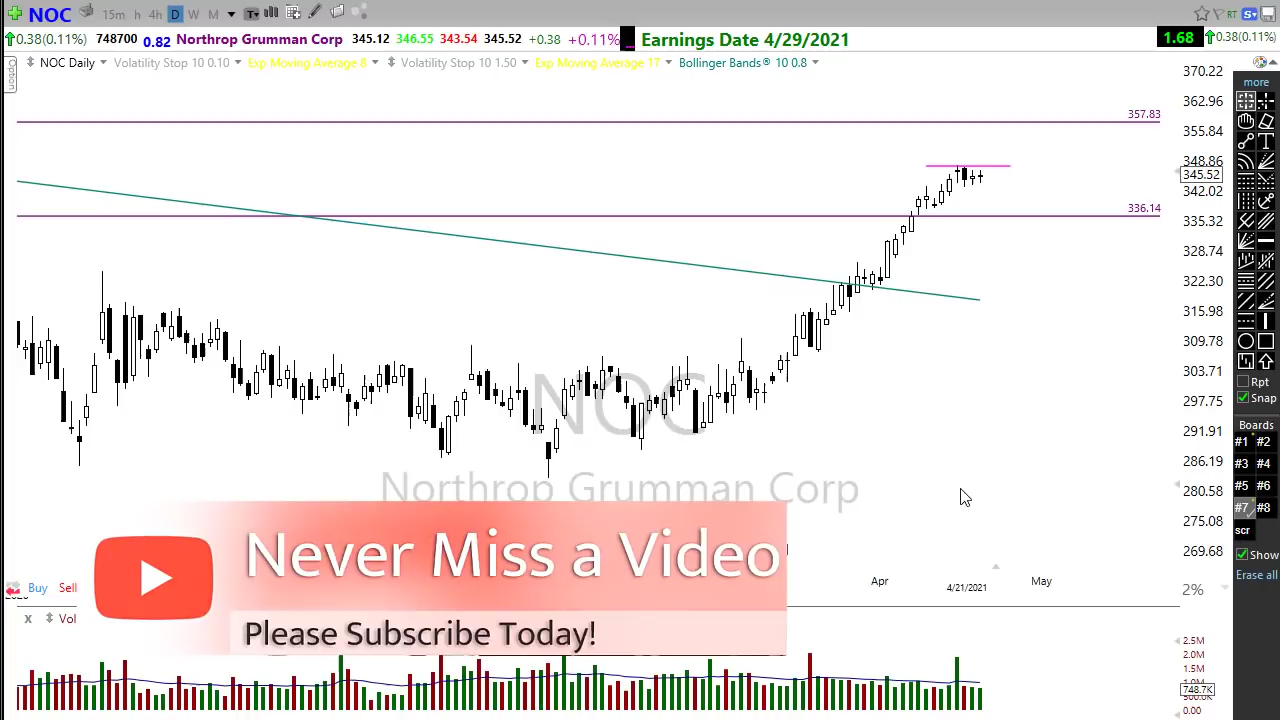 NOC 15m h 4h D W M T
RT S
0.38(0.11%) 748700 0.82 Northrop Grumman Corp 345.12 346.55 343.54 345.52 +0.38 +0.11% Earnings Date 4/29/2021 1.68 0.38(0.11%)
Option
NOC Daily Volatility Stop 10 0.10 Exp Moving Average 8 Volatility Stop 10 1.50 Exp Moving Average 17 Bollinger Bands® 10 0.8
370.22
362.96
355.84
348.86
345.52
342.02
335.32
328.74
322.30
315.98
309.78
303.71
297.75
291.91
286.19
280.58
275.08
269.68
357.83
336.14
NOC
Northrop Grumman Corp
Never Miss a Video
Please Subscribe Today!
Apr 4/21/2021 May
2%
Buy Sell
X Vol
2.5M
2.0M
1.5M
1.0M
748.7K
0.00
more
T
Rpt
Snap
Boards
#1 #2
#3 #4
#5 #6
#7 #8
scr
Show
Erase all